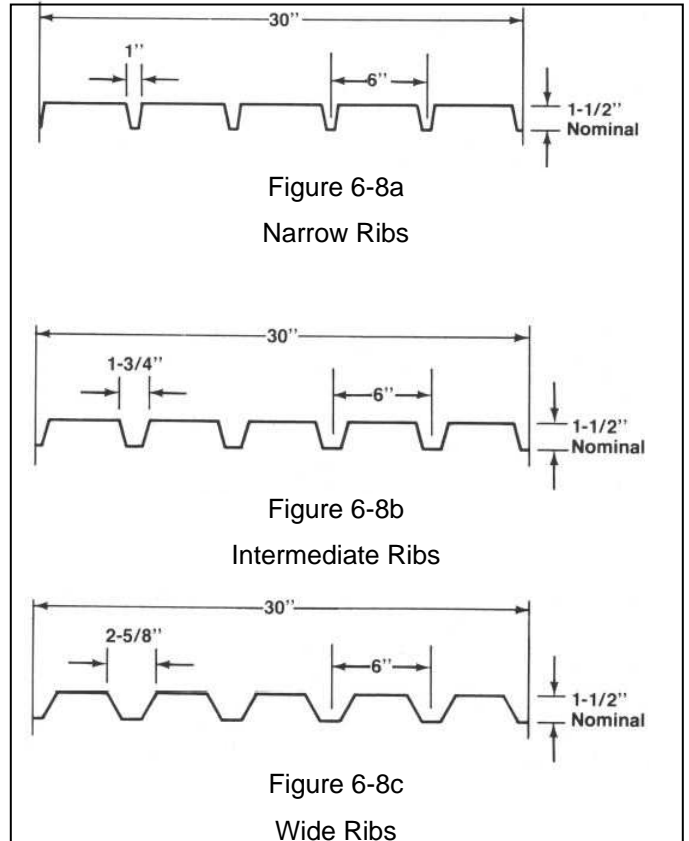 30’’
1’’
6’’
1-1/2’’
Nominal
Figure 6-8a
Narrow Ribs
30’’
1-3/4’’
6’’
1-1/2’’
Nominal
Figure 6-8b
Intermediate Ribs
30’’
2-5/8’’
6’’
1-1/2’’
Nominal
Figure 6-8c
Wide Ribs